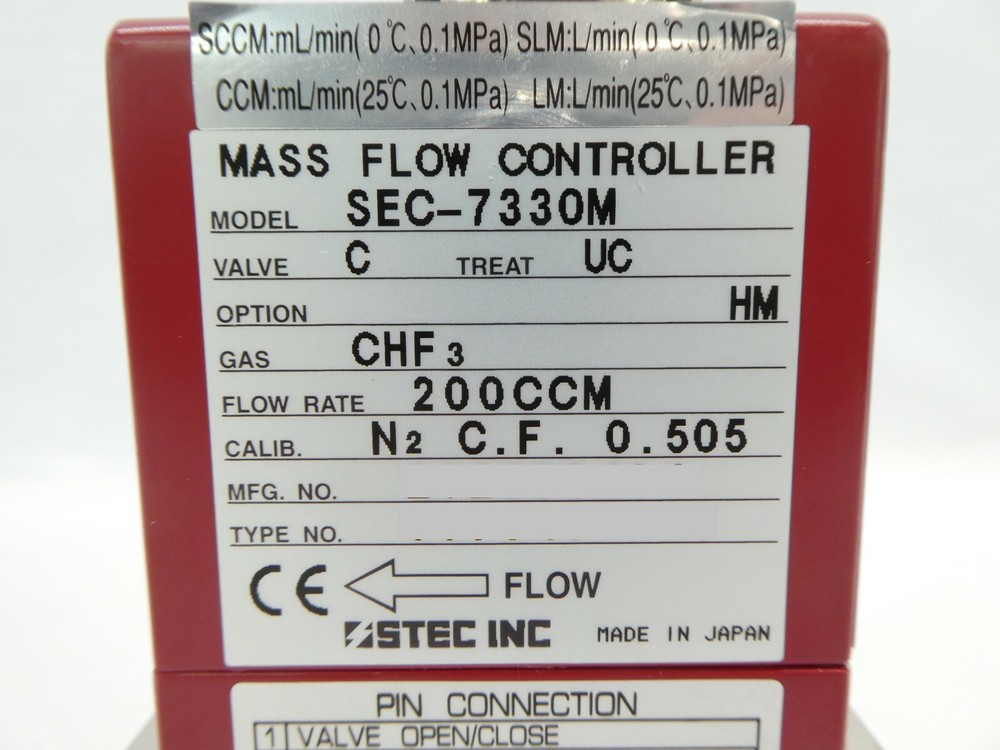 SCCM:mL/min( 0℃、0.1MPa) SLM:L/min( 0℃、0.1MPa)
CCM:mL/min(25℃、0.1MPa) LM:L/min(25℃、0.1MPa)
MASS FLOW CONTROLLER
MODEL SEC-7330M
VALVE C TREAT UC
OPTION HM
GAS CHF3
FLOW RATE 200CCM
CALIB. N2 C.F. 0.505
MFG. NO.
TYPE NO.
CE FLOW
STEC INC MADE IN JAPAN
PIN CONNECTION
1 VALVE OPEN/CLOSE